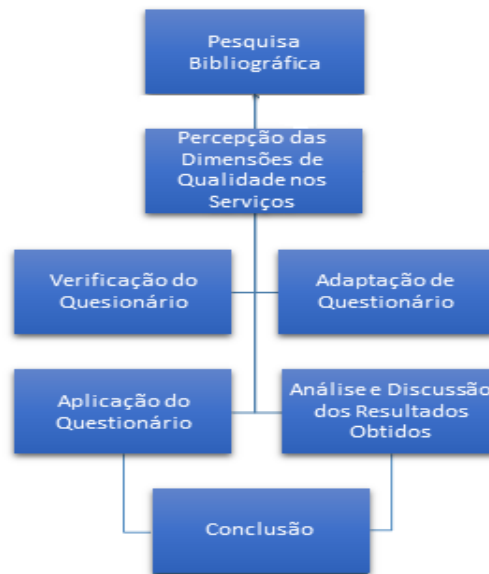 Pesquisa
Bibliográfica
Percepção das
Dimensões de
Qualidade nos
Serviços
Verificação do
Quesionário
Adaptação de
Questionário
Aplicação do
Questionário
Análise e Discussão
dos Resultados
Obtidos
Conclusão